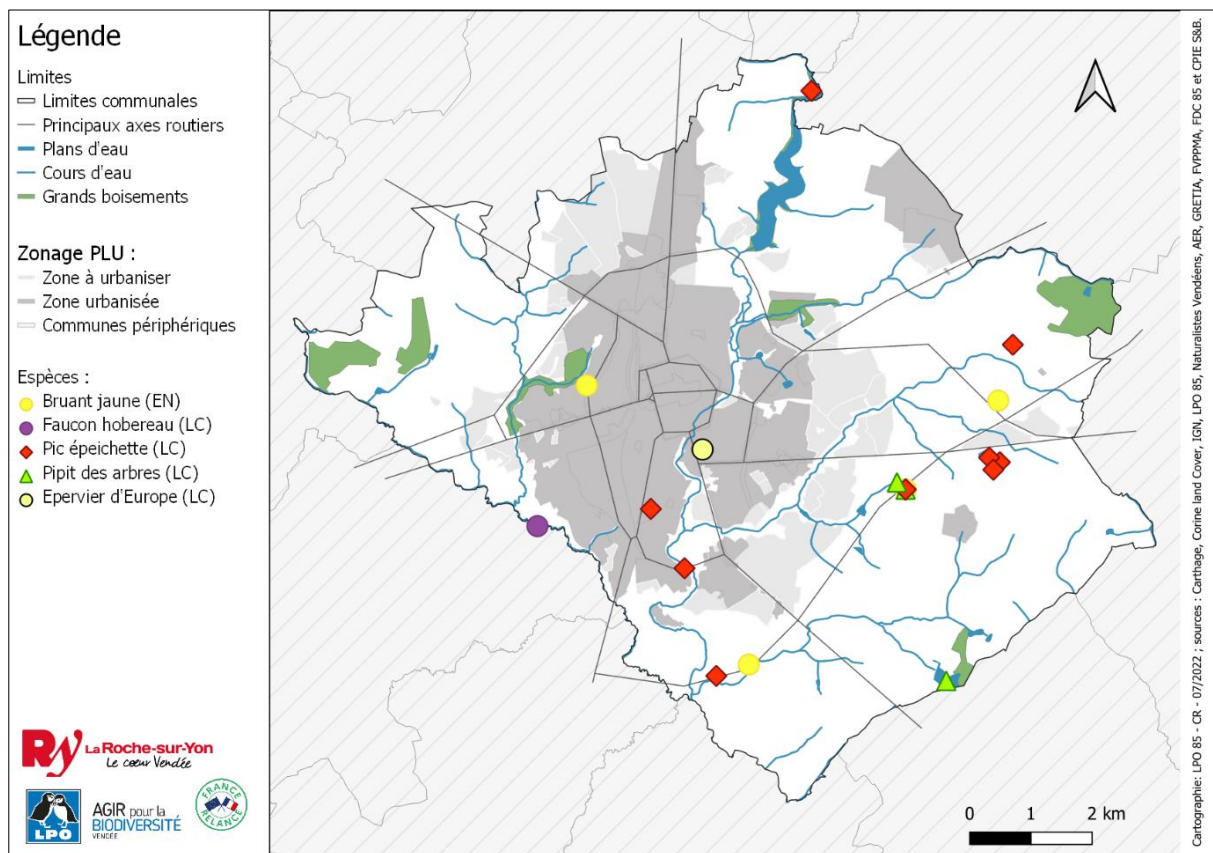 Légende
Limites
Limites communales
Principaux axes routiers
Plans d'eau
Cours d'eau
Grands boisements
Zonage PLU :
Zone à urbaniser
Zone urbanisée
Communes périphériques
Espèces :
Bruant jaune (EN)
Faucon hobereau (LC)
Pic épeichette (LC)
Pipit des arbres (LC)
Epervier d'Europe (LC)
Ry La Roche-sur-Yon
Le cœur Vendée
LPO
AGIR pour la
BIODIVERSITÉ
VENDÉE
FRANCE
RELANCE
0 1 2 km
Cartographie: LPO 85 - CR - 07/2022 ; sources : Carthage, Corine land Cover, IGN, LPO 85, Naturalistes Vendéens, AER, GRETIA, FVPPMA, FDC 85 et CPIE S&B.